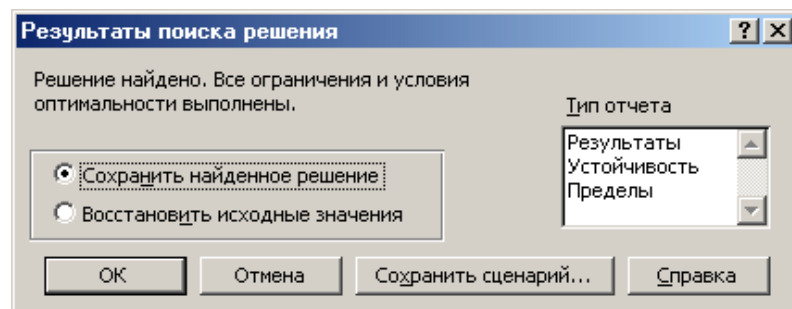 Результаты поиска решения
Решение найдено. Все ограничения и условия
оптимальности выполнены.
Тип отчета
Результаты
Устойчивость
Пределы
Сохранить найденное решение
Восстановить исходные значения
ОК
Отмена
Сохранить сценарий...
Справка